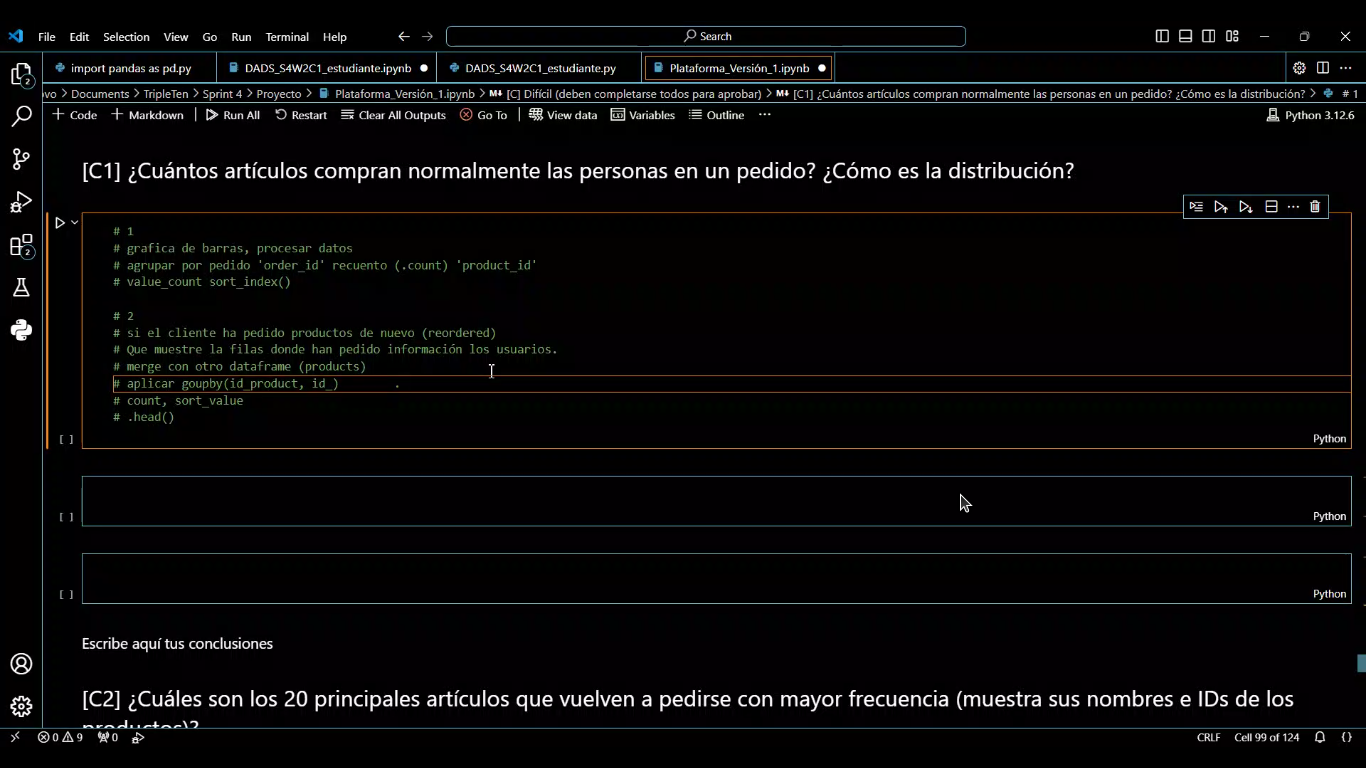 File Edit Selection View Go Run Terminal Help Search
import pandas as pd.py DADS_S4W2C1_estudiante.ipynb DADS_S4W2C1_estudiante.py Plataforma_Versión_1.ipynb
vo > Documents > TripleTen > Sprint 4 > Proyecto > Plataforma_Versión_1.ipynb > M↓ [C] Difícil (deben completarse todos para aprobar) > M↓ [C1] ¿Cuántos artículos compran normalmente las personas en un pedido? ¿Cómo es la distribución? > # 1
+ Code + Markdown Run All Restart Clear All Outputs Go To View data Variables Outline ... Python 3.12.6
[C1] ¿Cuántos artículos compran normalmente las personas en un pedido? ¿Cómo es la distribución?
# 1
# grafica de barras, procesar datos
# agrupar por pedido 'order_id' recuento (.count) 'product_id'
# value_count sort_index()
# 2
# si el cliente ha pedido productos de nuevo (reordered)
# Que muestre la filas donde han pedido información los usuarios.
# merge con otro dataframe (products)
# aplicar goupby(id_product, id_) .
# count, sort_value
# .head()
[ ] Python
[ ] Python
[ ] Python
Escribe aquí tus conclusiones
[C2] ¿Cuáles son los 20 principales artículos que vuelven a pedirse con mayor frecuencia (muestra sus nombres e IDs de los
productos)?
0 9 0 CRLF Cell 99 of 124 {}
2
2